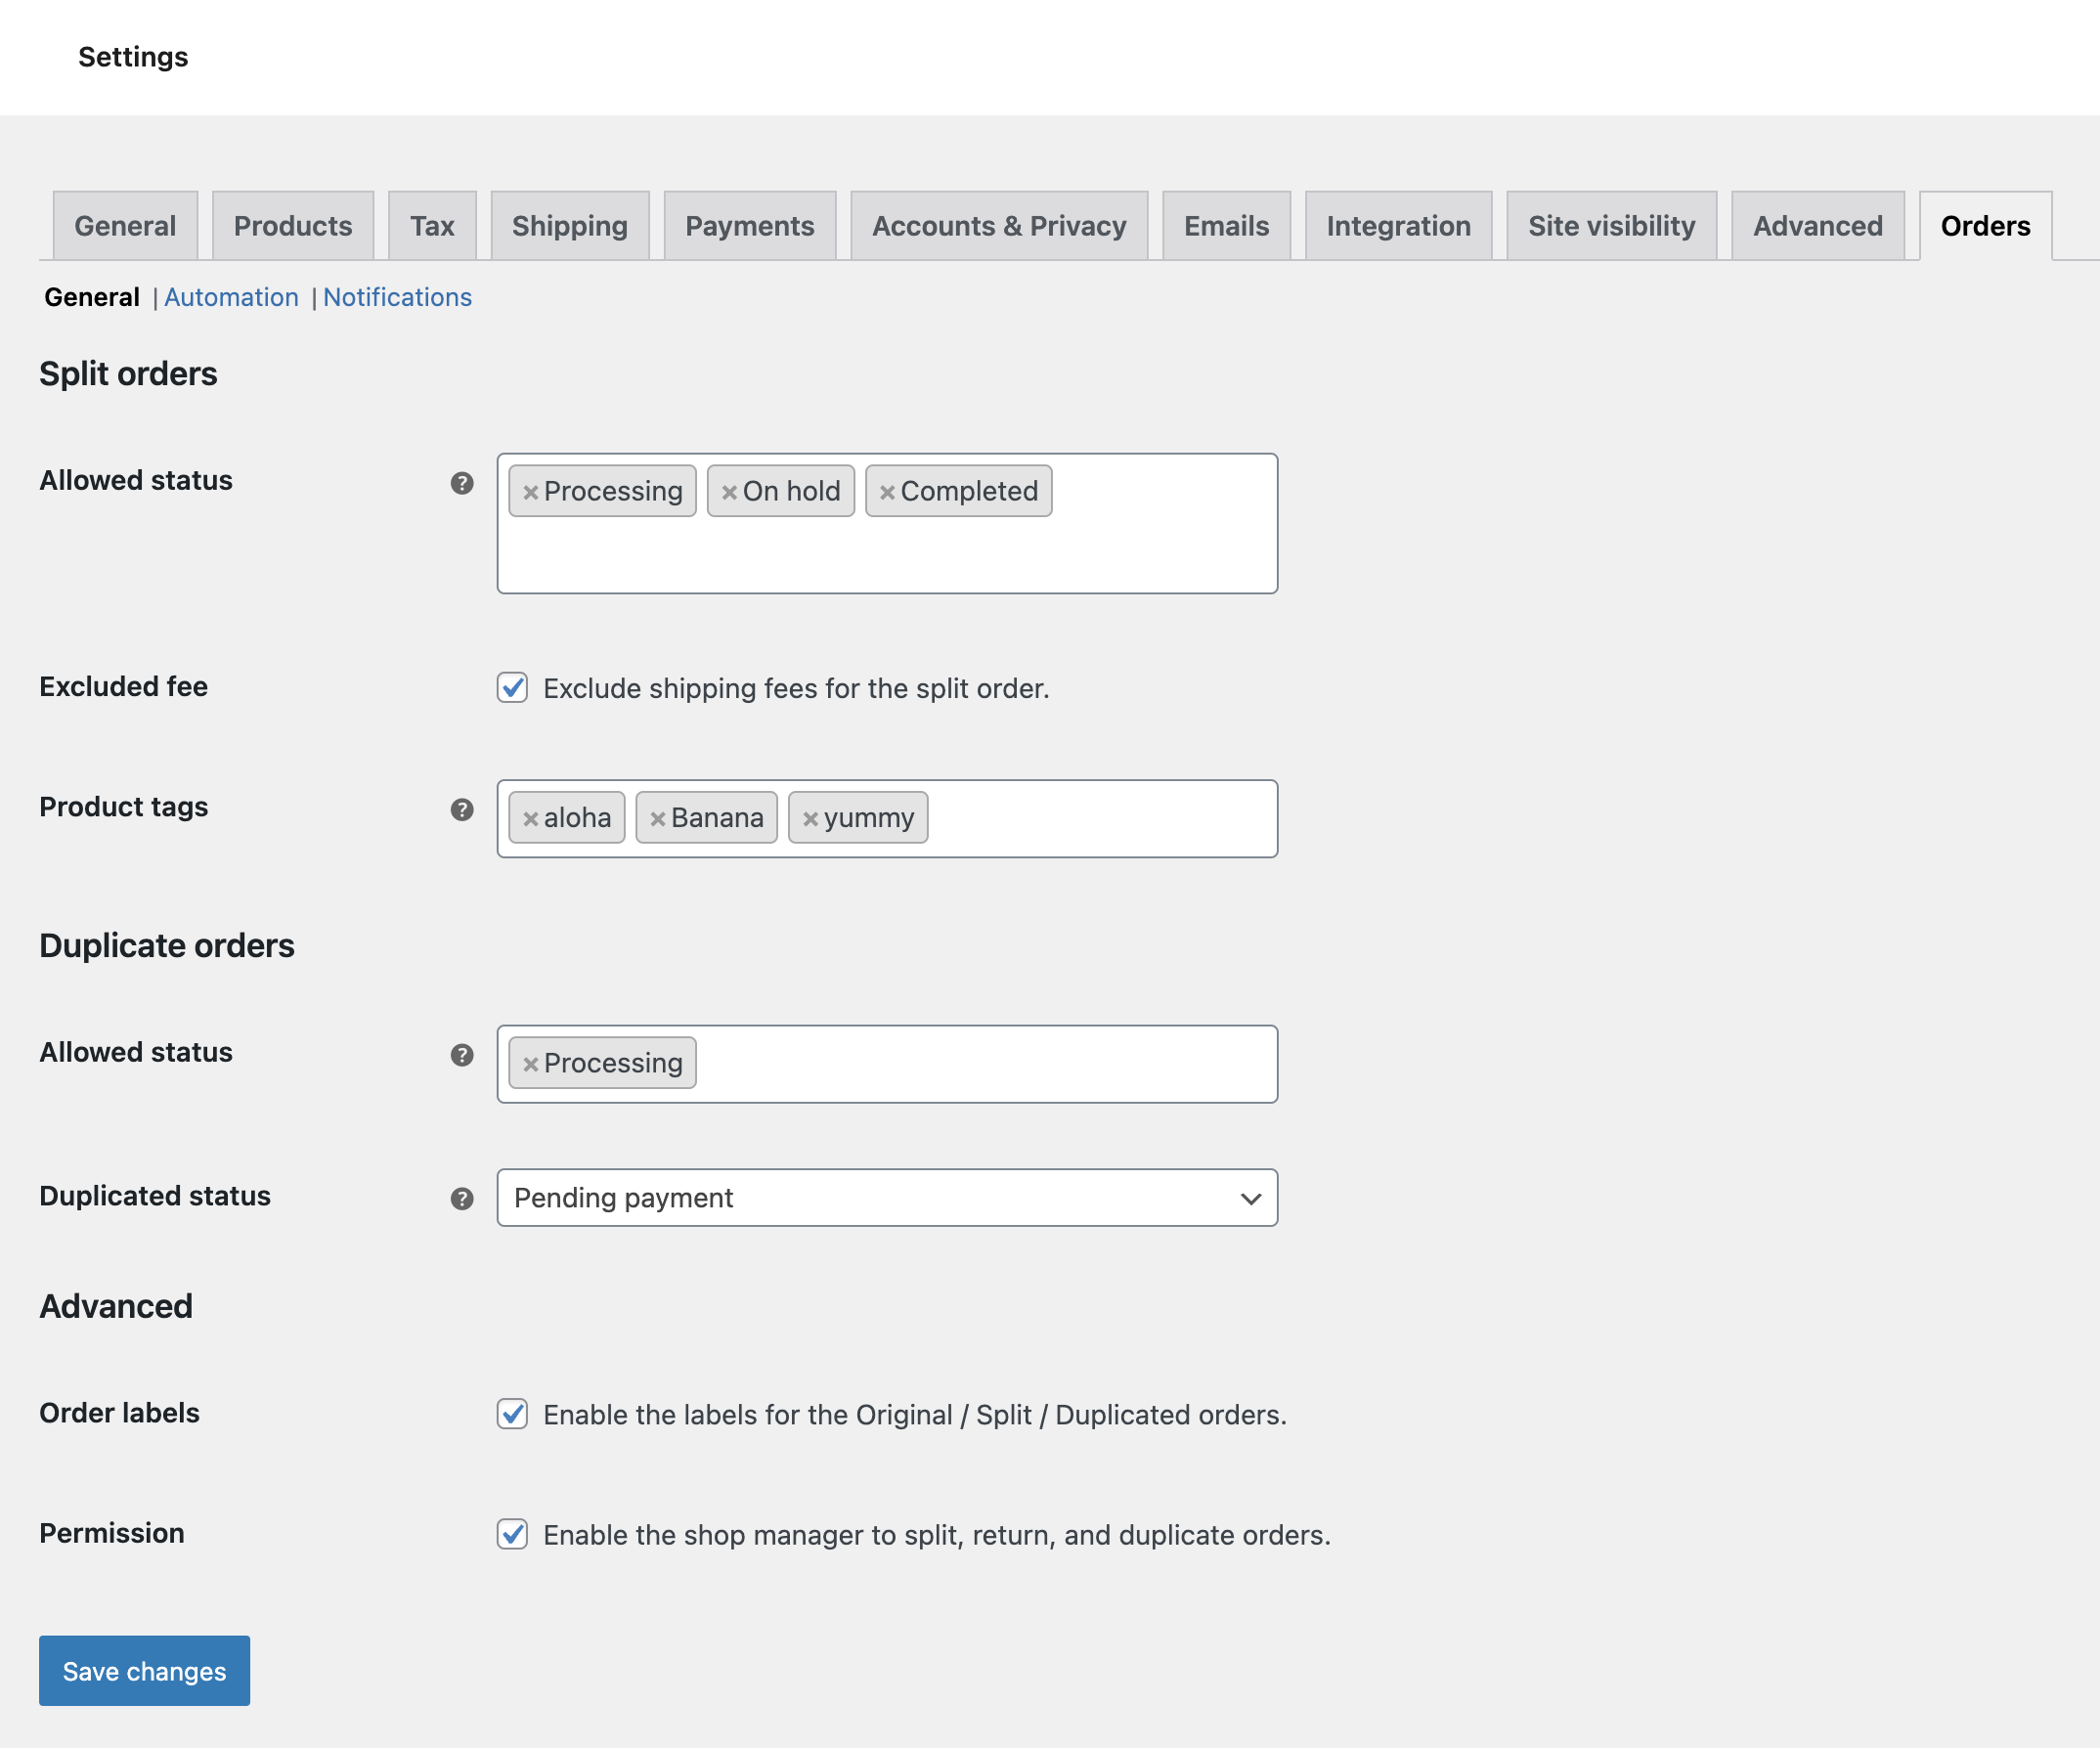 Settings
General Products Tax Shipping Payments Accounts & Privacy Emails Integration Site visibility Advanced Orders
General | Automation | Notifications
Split orders
Allowed status ? × Processing × On hold × Completed
Excluded fee Exclude shipping fees for the split order.
Product tags ? × aloha × Banana × yummy
Duplicate orders
Allowed status ? × Processing
Duplicated status ? Pending payment
Advanced
Order labels Enable the labels for the Original / Split / Duplicated orders.
Permission Enable the shop manager to split, return, and duplicate orders.
Save changes